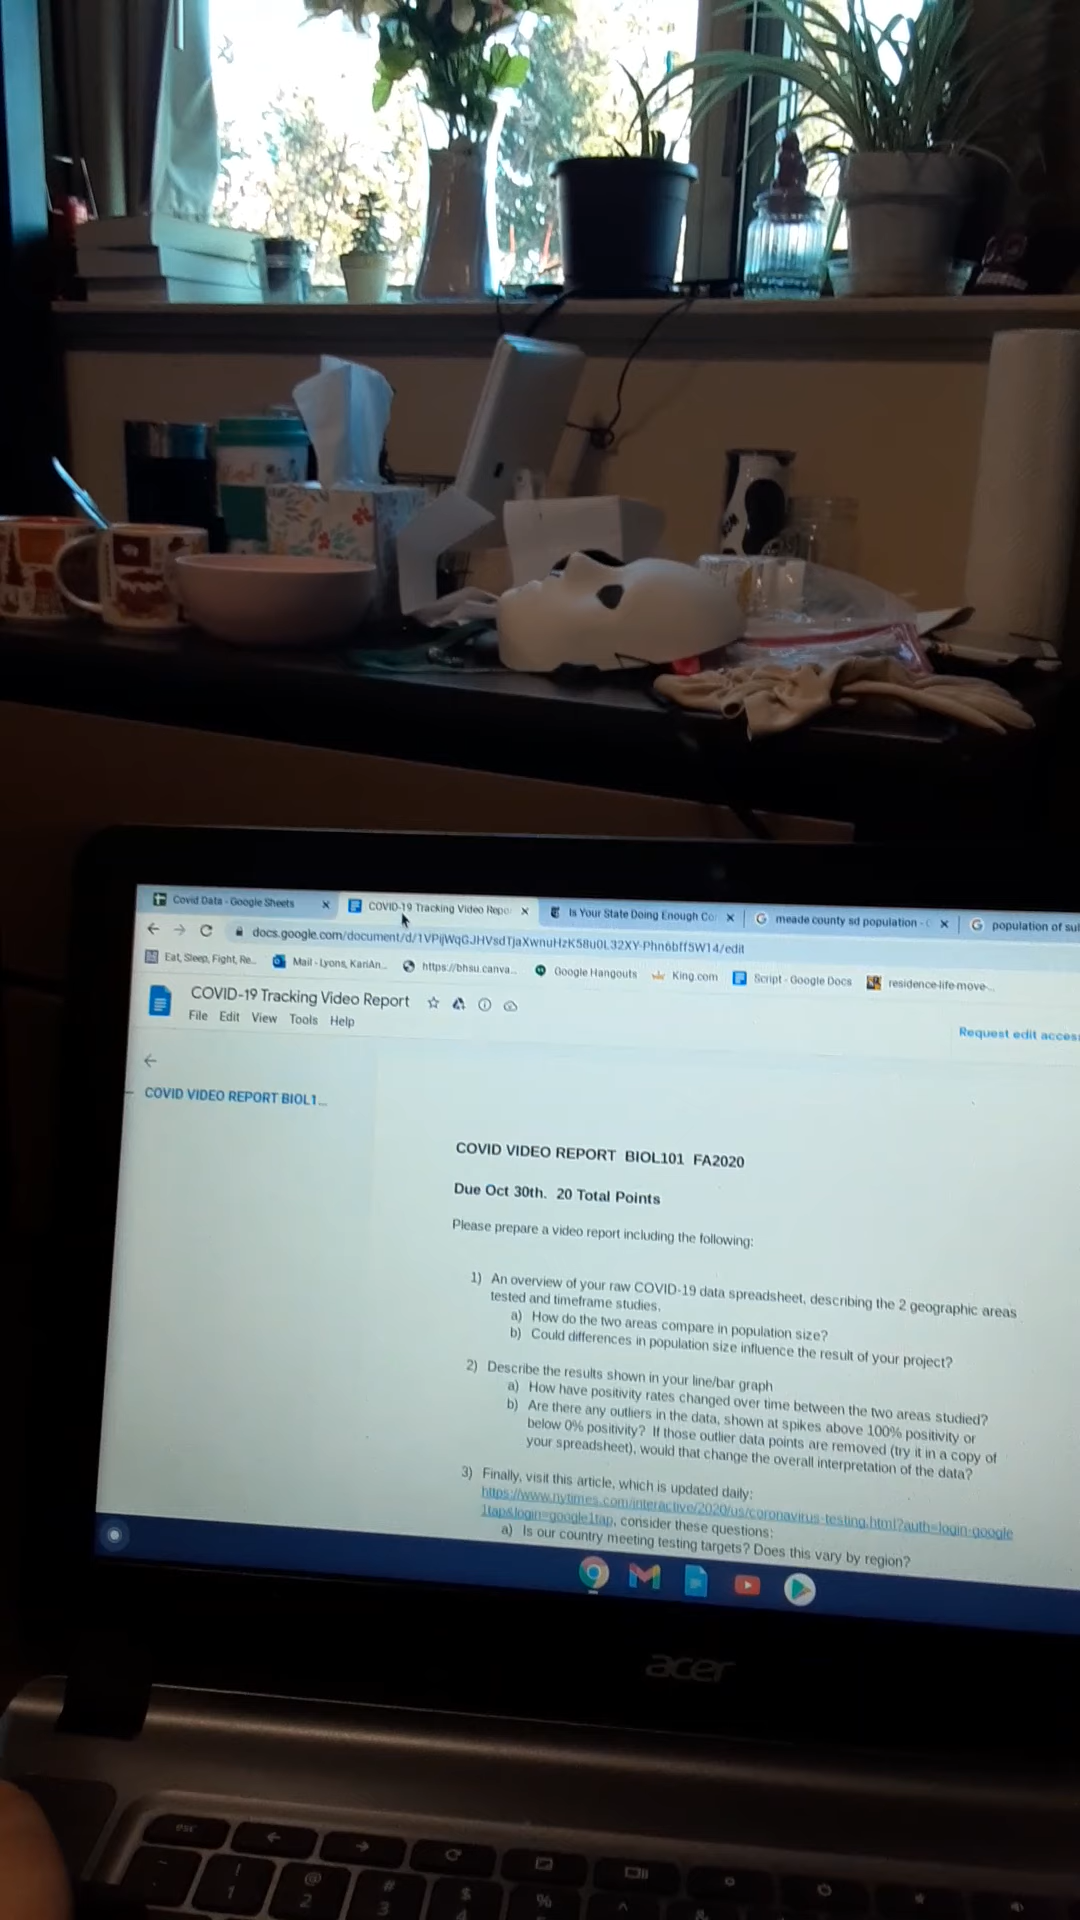 Covid Data - Google Sheets
COVID-19 Tracking Video Repo
Is Your State Doing Enough Co
meade county sd population -
population of su
docs.google.com/document/d/1VPijWqGJHVsdTjaXwnuHzK58u0L32XY-Phn6bff5W14/edit
Eat, Sleep, Fight, Re...
Mail - Lyons, KariAn...
https://bhsu.canva...
Google Hangouts
King.com
Script - Google Docs
residence-life-move-...
COVID-19 Tracking Video Report
File Edit View Tools Help
Request edit acces
COVID VIDEO REPORT BIOL1...
COVID VIDEO REPORT BIOL101 FA2020
Due Oct 30th. 20 Total Points
Please prepare a video report including the following:
1) An overview of your raw COVID-19 data spreadsheet, describing the 2 geographic areas
tested and timeframe studies.
a) How do the two areas compare in population size?
b) Could differences in population size influence the result of your project?
2) Describe the results shown in your line/bar graph
a) How have positivity rates changed over time between the two areas studied?
b) Are there any outliers in the data, shown at spikes above 100% positivity or
below 0% positivity? If those outlier data points are removed (try it in a copy of
your spreadsheet), would that change the overall interpretation of the data?
3) Finally, visit this article, which is updated daily:
https://www.nytimes.com/interactive/2020/us/coronavirus-testing.html?auth=login-google
1tap&login=google1tap, consider these questions:
a) Is our country meeting testing targets? Does this vary by region?
acer
esc
! @ # $ % ^ &
1 2 3 4